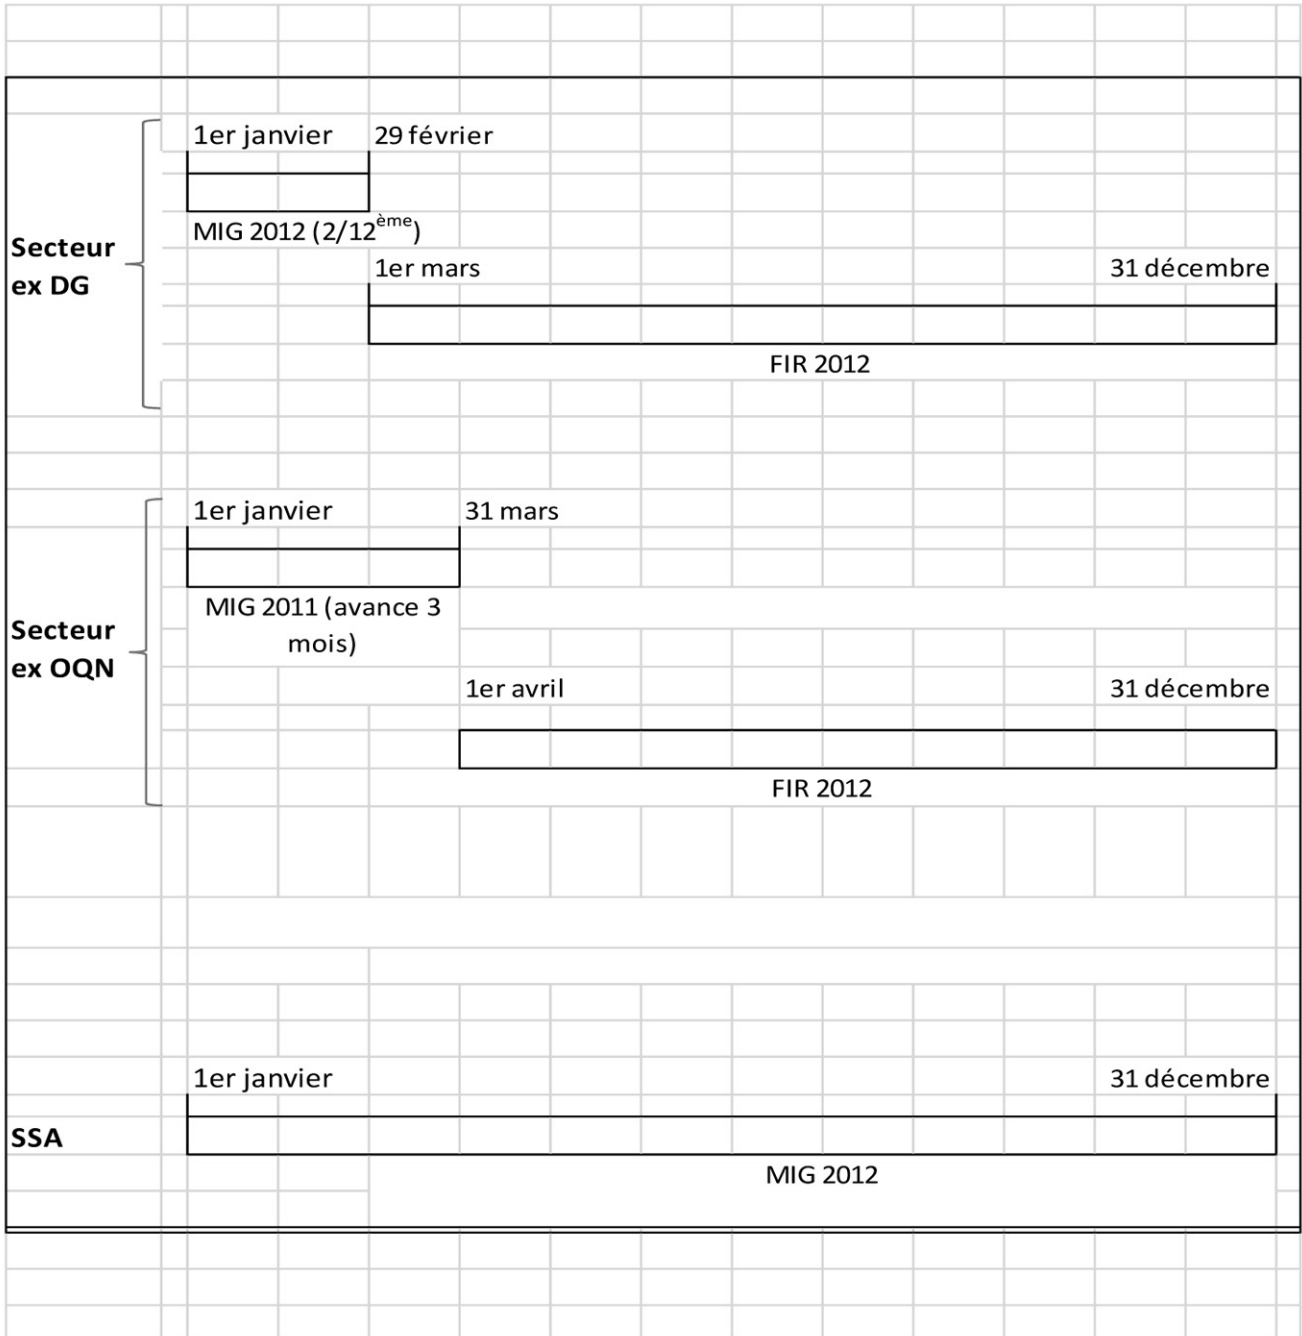 1er janvier 29 février
MIG 2012 (2/12ème)
Secteur
ex DG
1er mars 31 décembre
FIR 2012
1er janvier 31 mars
MIG 2011 (avance 3
mois)
Secteur
ex OQN
1er avril 31 décembre
FIR 2012
1er janvier 31 décembre
SSA
MIG 2012